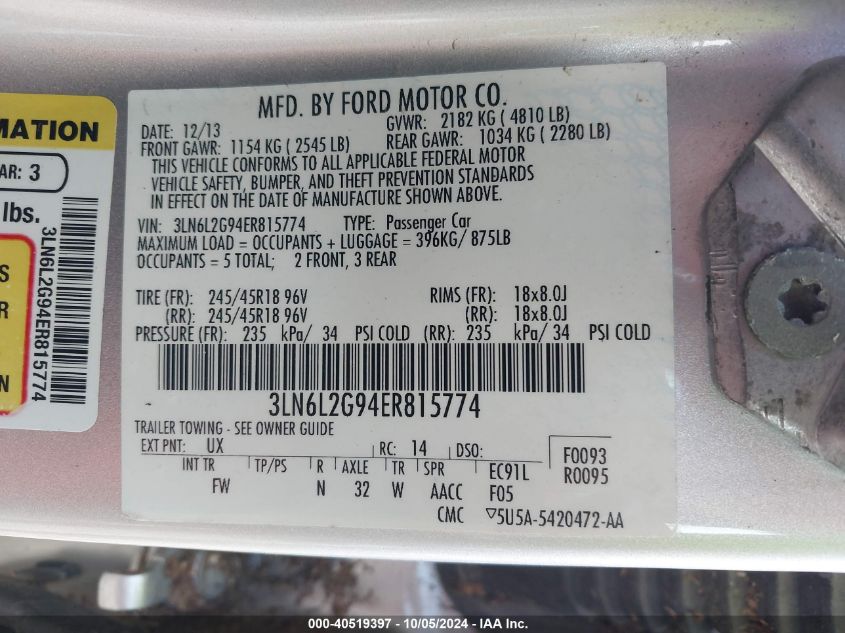 MFD. BY FORD MOTOR CO.
DATE: 12/13 GVWR: 2182 KG ( 4810 LB)
FRONT GAWR: 1154 KG ( 2545 LB) REAR GAWR: 1034 KG ( 2280 LB)
THIS VEHICLE CONFORMS TO ALL APPLICABLE FEDERAL MOTOR
VEHICLE SAFETY, BUMPER, AND THEFT PREVENTION STANDARDS
IN EFFECT ON THE DATE OF MANUFACTURE SHOWN ABOVE.
VIN: 3LN6L2G94ER815774 TYPE: Passenger Car
MAXIMUM LOAD = OCCUPANTS + LUGGAGE = 396KG/ 875LB
OCCUPANTS = 5 TOTAL; 2 FRONT, 3 REAR
TIRE (FR): 245/45R18 96V RIMS (FR): 18x8.0J
(RR): 245/45R18 96V (RR): 18x8.0J
PRESSURE (FR): 235 kPa/ 34 PSI COLD (RR): 235 kPa/ 34 PSI COLD
3LN6L2G94ER815774
TRAILER TOWING - SEE OWNER GUIDE
EXT PNT: UX RC: 14 DSO: F0093
R0095
INT TR TP/PS R AXLE TR SPR EC91L
FW N 32 W AACC F05
CMC ▽5U5A-5420472-AA
MATION
AR: 3
lbs.
S
R
N
3LN6L2G94ER815774
000-40519397 - 10/05/2024 - IAA Inc.